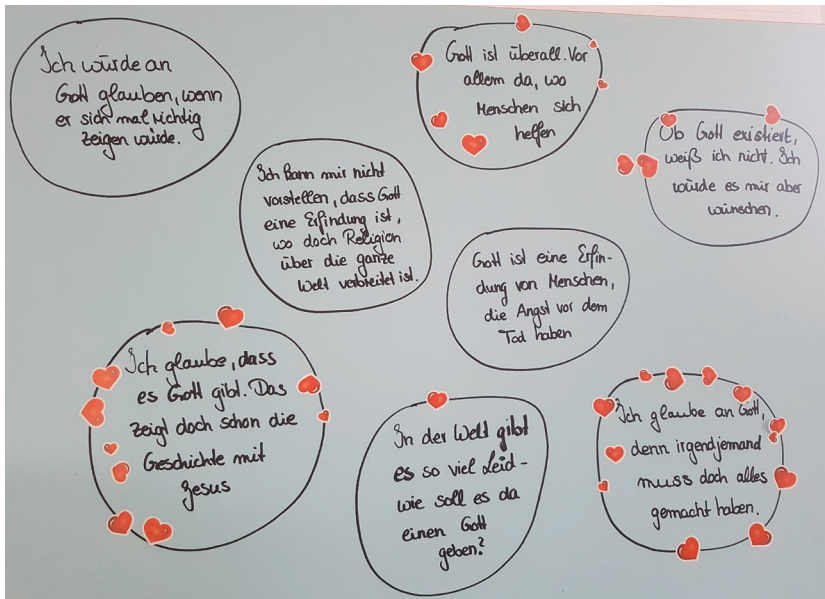 Ich würde an
Gott glauben, wenn
er sich mal richtig
zeigen würde.
Gott ist überall. Vor
allem da, wo
Menschen sich
helfen
Ob Gott existiert,
weiß ich nicht. Ich
würde es mir aber
wünschen.
Ich kann mir nicht
vorstellen, dass Gott
eine Erfindung ist,
wo doch Religion
über die ganze
Welt verbreitet ist.
Gott ist eine Erfin-
dung von Menschen,
die Angst vor dem
Tod haben
Ich glaube, dass
es Gott gibt. Das
zeigt doch schon die
Geschichte mit
Jesus
In der Welt gibt
es so viel Leid -
wie soll es da
einen Gott
geben?
Ich glaube an Gott,
denn irgendjemand
muss doch alles
gemacht haben.